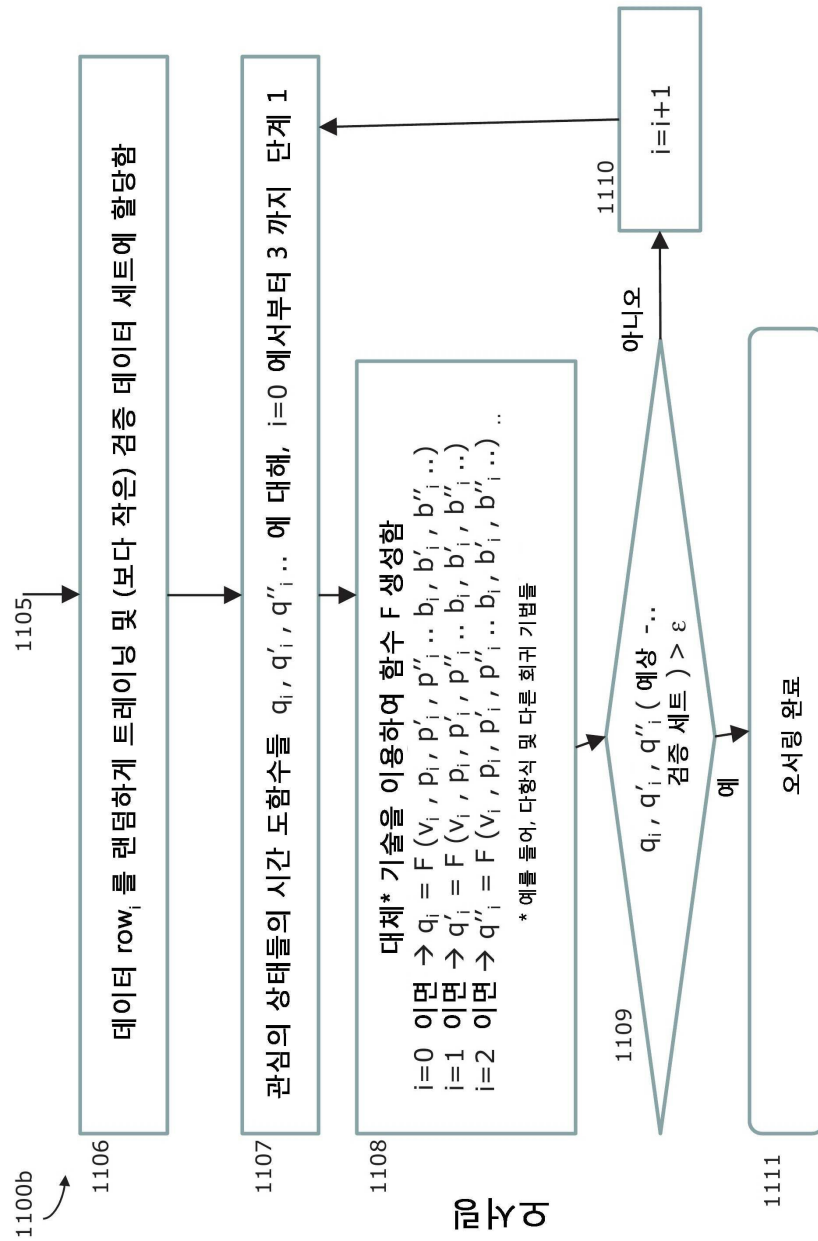 1100b
1105
1106
데이터 rowᵢ 를 랜덤하게 트레이닝 및 (보다 작은) 검증 데이터 세트에 할당함
1107
관심의 상태들의 시간 도함수들 qᵢ , q′ᵢ , q″ᵢ .. 에 대해, i=0 에서부터 3 까지 단계 1
1108
대체* 기술을 이용하여 함수 F 생성함
i=0 이면 → qᵢ = F (vᵢ , pᵢ , p′ᵢ , p″ᵢ .. bᵢ , b′ᵢ , b″ᵢ ..)
i=1 이면 → q′ᵢ = F (vᵢ , pᵢ , p′ᵢ , p″ᵢ .. bᵢ , b′ᵢ , b″ᵢ ..)
i=2 이면 → q″ᵢ = F (vᵢ , pᵢ , p′ᵢ , p″ᵢ .. bᵢ , b′ᵢ , b″ᵢ ..) ..
* 예를 들어, 다항식 및 다른 회귀 기법들
1109
qᵢ , q′ᵢ , q″ᵢ ( 예상 -..
검증 세트 ) > ε
아니오
1110
i=i+1
예
1111
오서링 완료
오서링